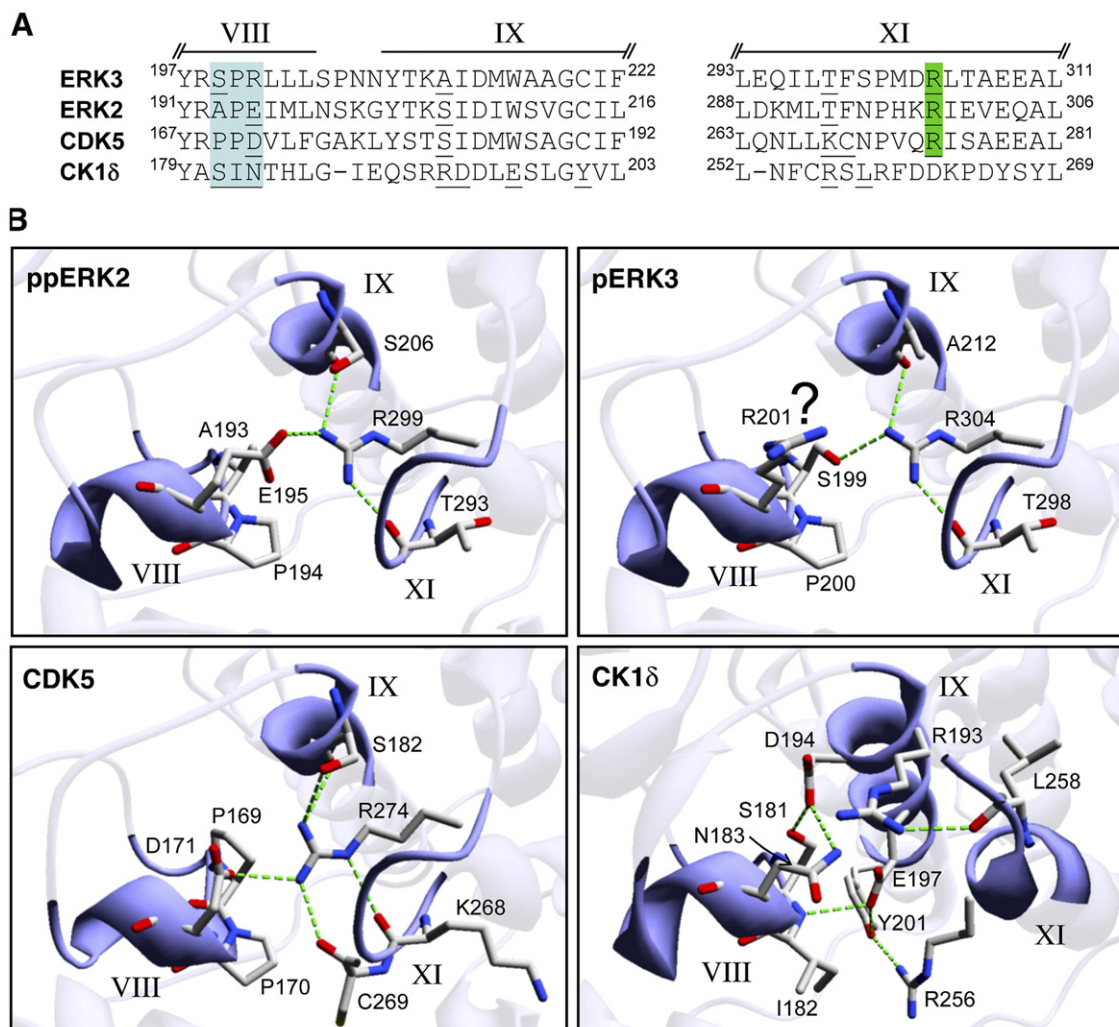 A
VIII IX XI
ERK3 197YRSPRLLLSPNNYTKAIDMWAAGCIF222 293LEQILTFSPMDRLTAEEAL311
ERK2 191YRAPEIMLNSKGYTKSIDIWSVGCIL216 288LDKMLTFNPHKRIEVEQAL306
CDK5 167YRPPDVLFGAKLYSTSIDMWSAGCIF192 263LQNLLKCNPVQRISAEEAL281
CK1δ 179YASINTHLG-IEQSRRDDLESLGYVL203 252L-NFCRSLRFDDKPDYSYL269
B
ppERK2
IX
S206
R299
A193
E195
T293
P194
VIII
XI
pERK3
IX
A212
?
R201
R304
S199
T298
P200
VIII
XI
CDK5
IX
S182
P169
R274
D171
K268
VIII
XI
P170
C269
CK1δ
IX
D194
R193
L258
S181
N183
E197
Y201
XI
VIII
R256
I182